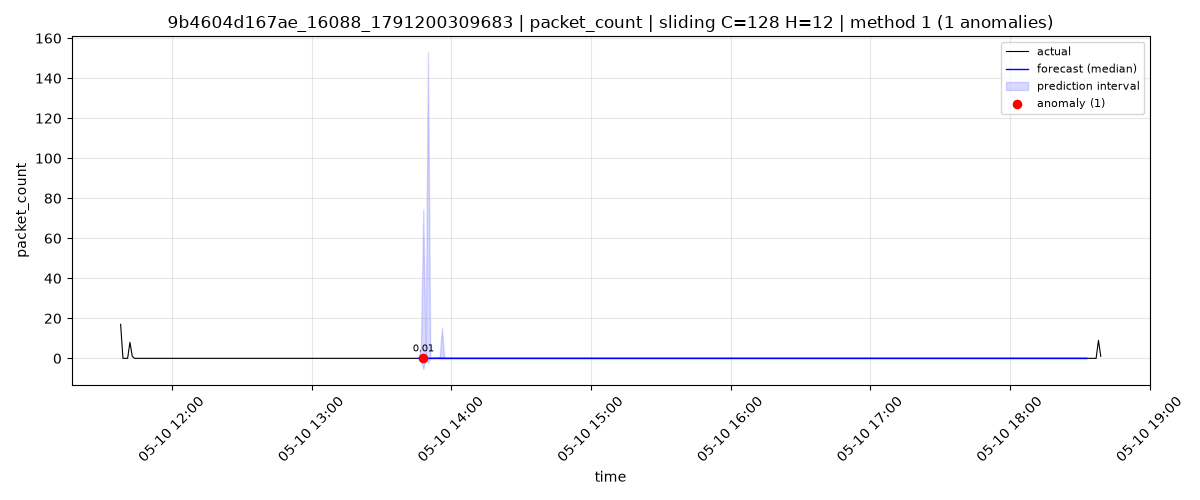 9b4604d167ae_16088_1791200309683 | packet_count | sliding C=128 H=12 | method 1 (1 anomalies)
160
140
120
100
80
60
40
20
0
packet_count
actual
forecast (median)
prediction interval
anomaly (1)
0.01
05-10 12:00
05-10 13:00
05-10 14:00
05-10 15:00
05-10 16:00
05-10 17:00
05-10 18:00
05-10 19:00
time